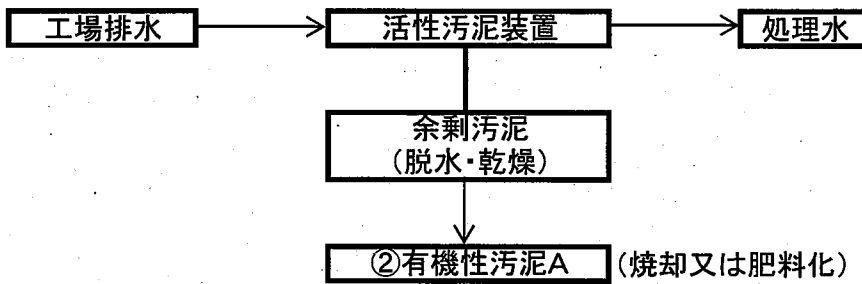 工場排水
活性汚泥装置
処理水
余剰汚泥
(脱水・乾燥)
②有機性汚泥A
(焼却又は肥料化)